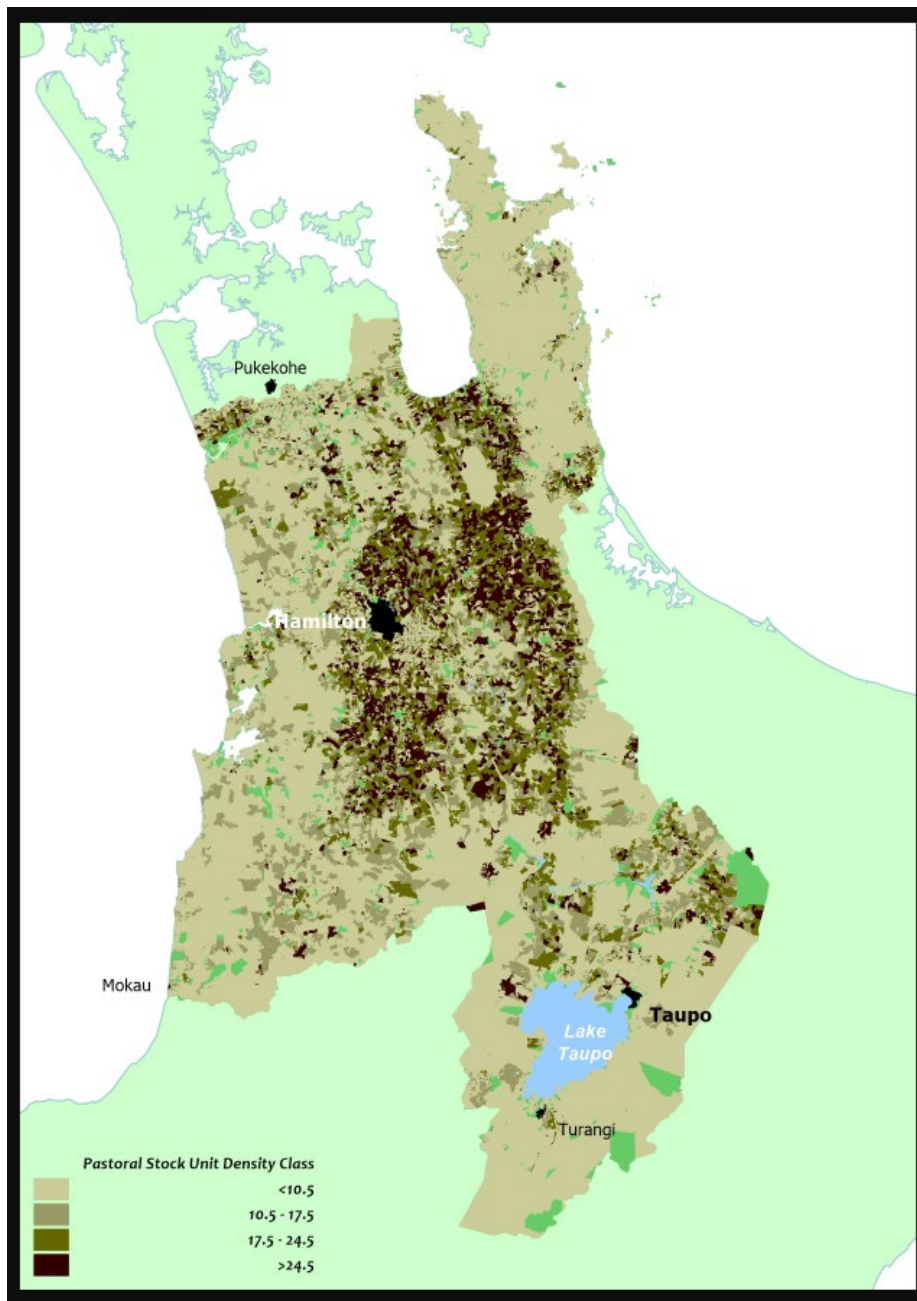 Pukekohe
Hamilton
Mokau
Taupo
Lake
Taupo
Turangi
Pastoral Stock Unit Density Class
<10.5
10.5 - 17.5
17.5 - 24.5
>24.5